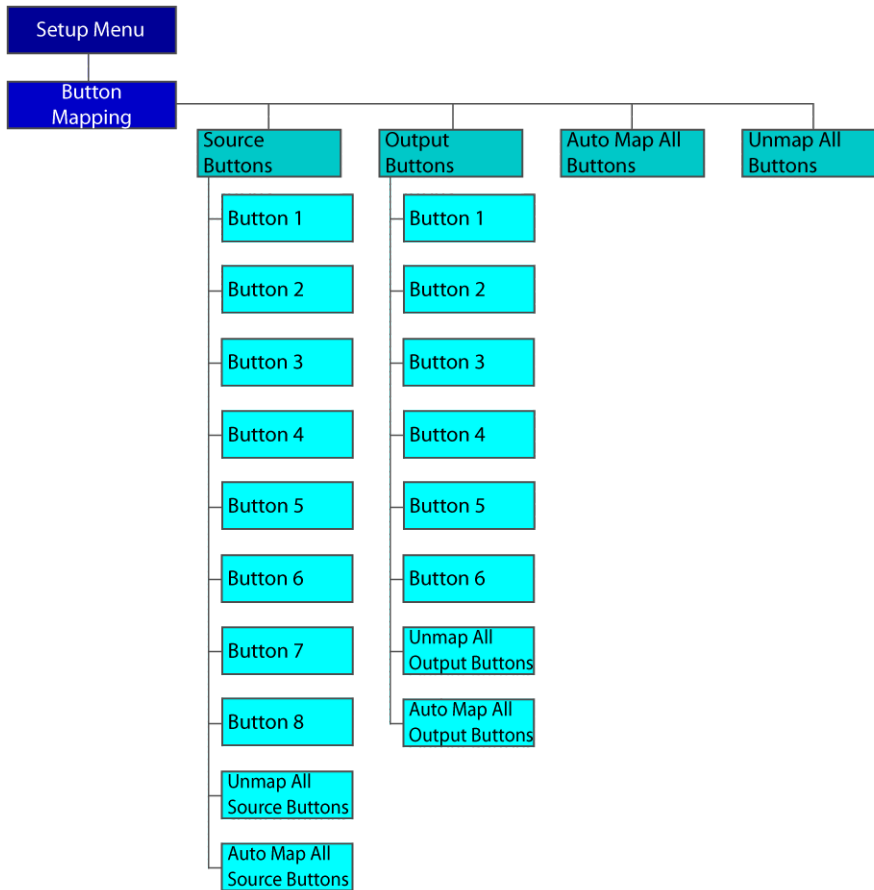 Setup Menu
Button
Mapping
Source
Buttons
Output
Buttons
Auto Map All
Buttons
Unmap All
Buttons
Button 1
Button 2
Button 3
Button 4
Button 5
Button 6
Button 7
Button 8
Unmap All
Source Buttons
Auto Map All
Source Buttons
Button 1
Button 2
Button 3
Button 4
Button 5
Button 6
Unmap All
Output Buttons
Auto Map All
Output Buttons